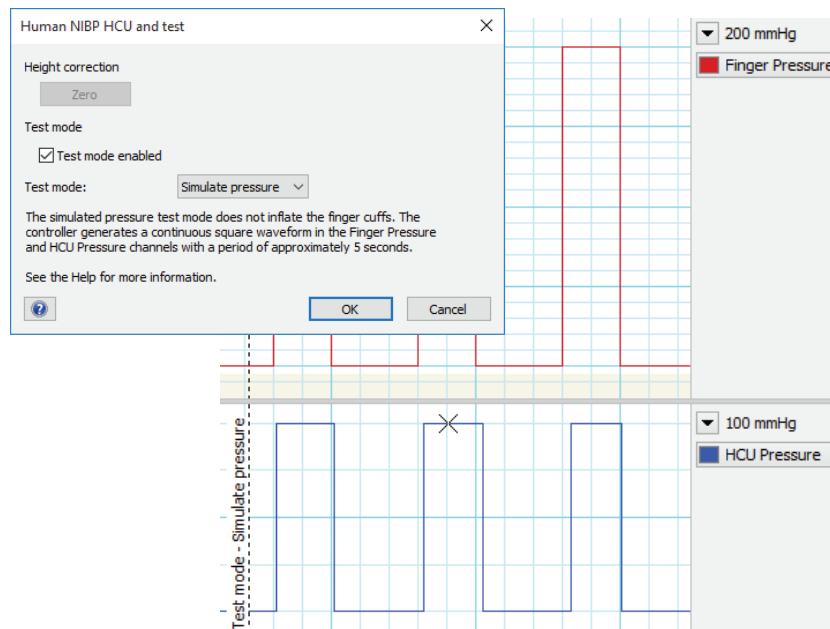 Human NIBP HCU and test
Height correction
Zero
Test mode
Test mode enabled
Test mode:
Simulate pressure
The simulated pressure test mode does not inflate the finger cuffs. The
controller generates a continuous square waveform in the Finger Pressure
and HCU Pressure channels with a period of approximately 5 seconds.
See the Help for more information.
?
OK
Cancel
200 mmHg
Finger Pressure
Test mode - Simulate pressure
100 mmHg
HCU Pressure